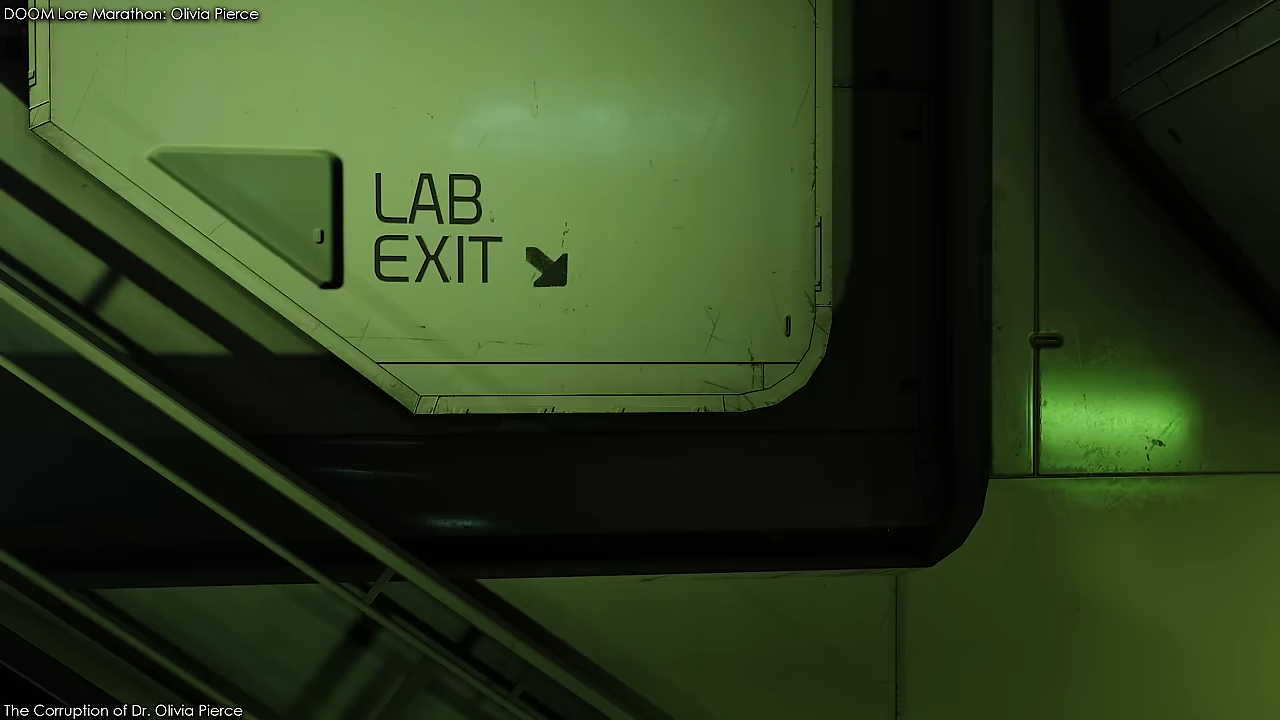 DOOM Lore Marathon: Olivia Pierce
LAB
EXIT
The Corruption of Dr. Olivia Pierce